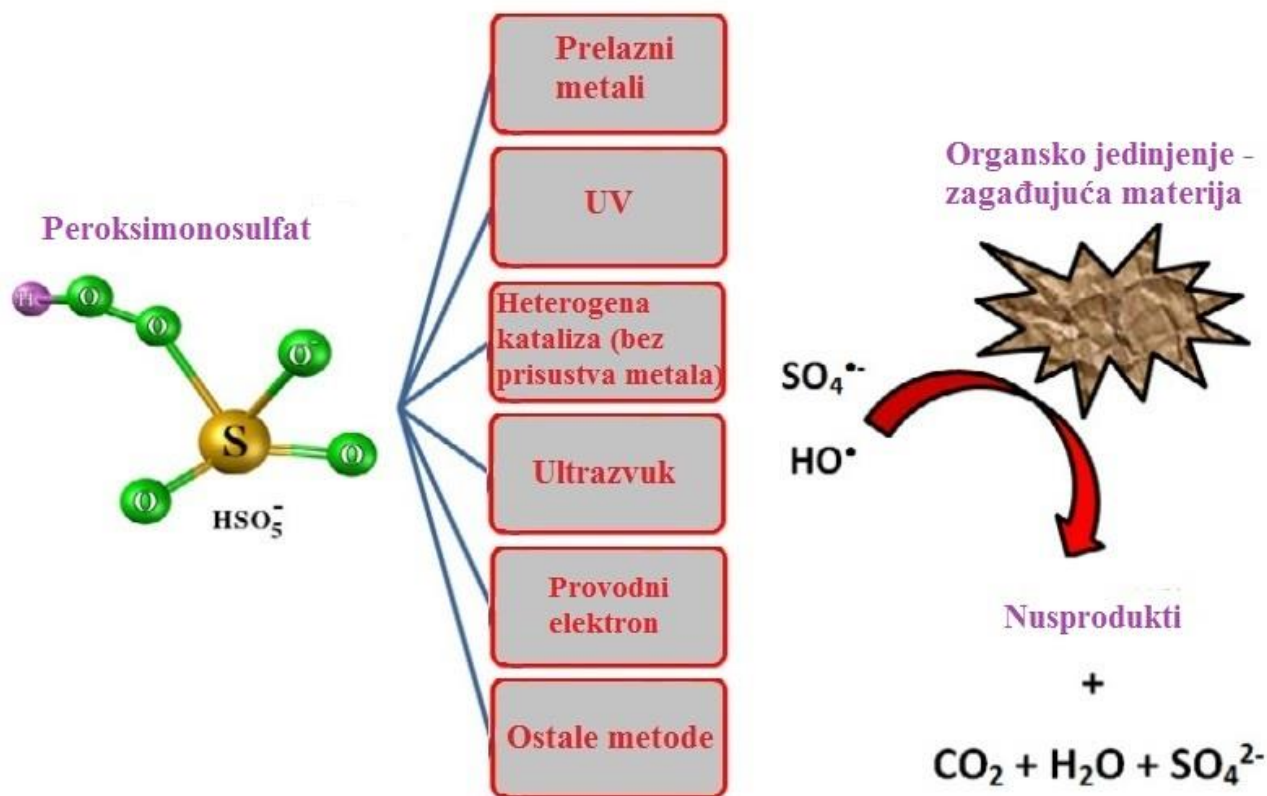 Peroksimonosulfat
O
O
O⁻
S
O
O
HSO₅⁻
Prelazni
metali
UV
Heterogena
kataliza (bez
prisustva metala)
Ultrazvuk
Provodni
elektron
Ostale metode
Organsko jedinjenje -
zagađujuća materija
SO₄•⁻
HO•
Nusprodukti
+
CO₂ + H₂O + SO₄²⁻